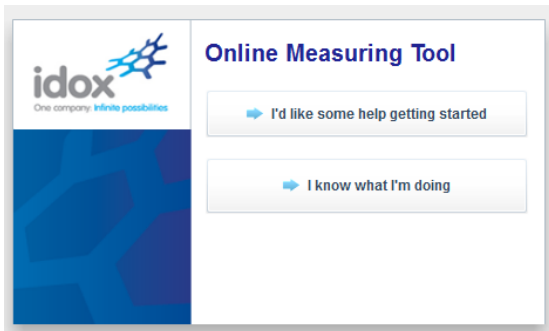 idox
One company Infinite possibilities
Online Measuring Tool
I'd like some help getting started
I know what I'm doing